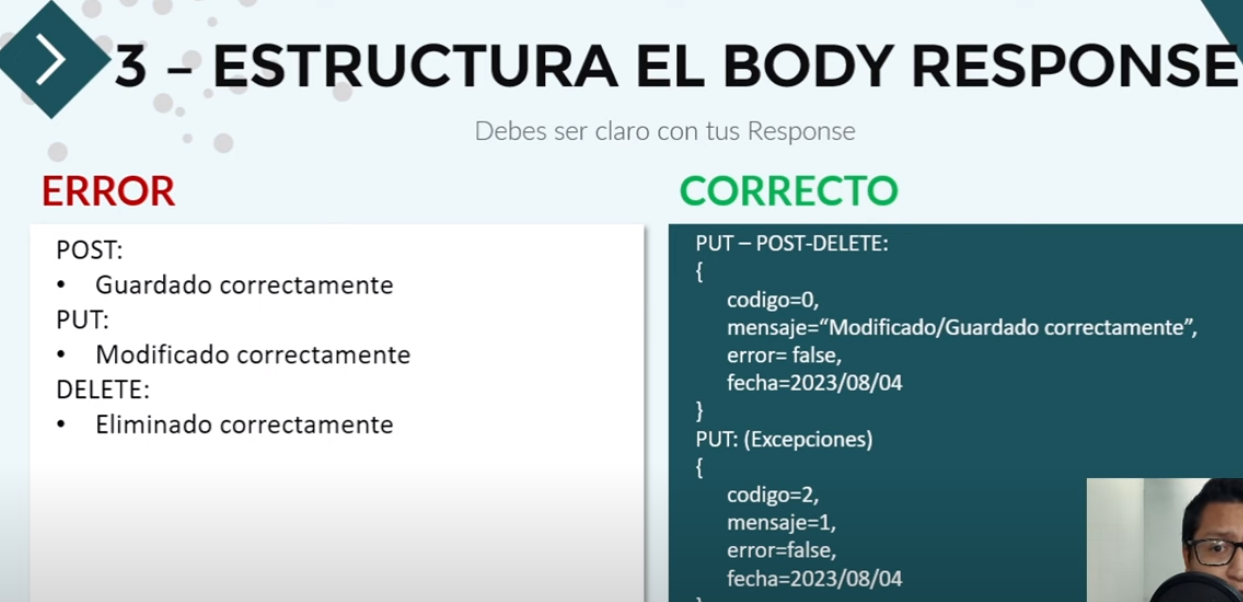 3 – ESTRUCTURA EL BODY RESPONSE
Debes ser claro con tus Response
ERROR
POST:
• Guardado correctamente
PUT:
• Modificado correctamente
DELETE:
• Eliminado correctamente
CORRECTO
PUT – POST-DELETE:
{
codigo=0,
mensaje=“Modificado/Guardado correctamente”,
error= false,
fecha=2023/08/04
}
PUT: (Excepciones)
{
codigo=2,
mensaje=1,
error=false,
fecha=2023/08/04
}